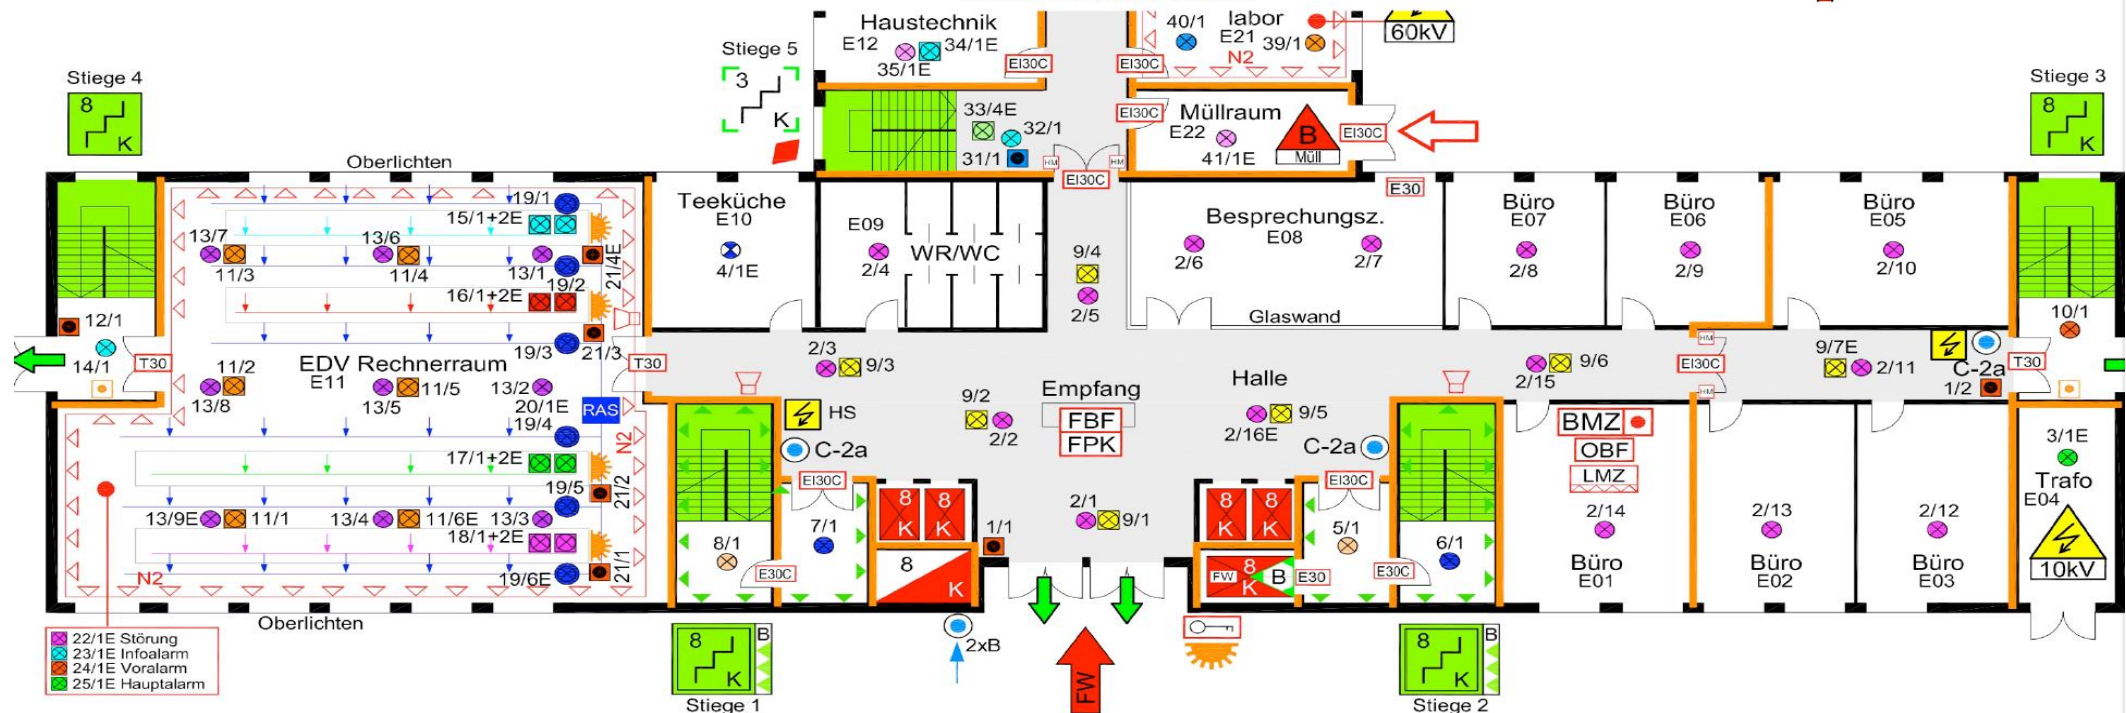 Haustechnik
E12
34/1E
35/1E
EI30C
40/1
labor
E21
39/1
N2
EI30C
60kV
Stiege 5
3
K
Stiege 4
8
K
Stiege 3
8
K
33/4E
32/1
31/1
HM
HM
EI30C
EI30C
Müllraum
E22
41/1E
B
Müll
EI30C
Oberlichten
19/1
15/1+2E
13/7
11/3
13/6
11/4
13/1
19/2
21/4E
16/1+2E
19/3
21/3
12/1
14/1
T30
EDV Rechnerraum
E11
11/2
13/8
11/5
13/5
13/2
20/1E
RAS
19/4
N2
17/1+2E
19/5
21/2
13/9E
11/1
13/4
11/6E
13/3
18/1+2E
19/6E
21/1
N2
T30
Oberlichten
Teeküche
E10
4/1E
E09
2/4
WR/WC
9/4
2/5
Besprechungsz.
E08
2/6
2/7
E30
Glaswand
Büro
E07
2/8
Büro
E06
2/9
Büro
E05
2/10
10/1
2/3
9/3
HS
C-2a
9/2
2/2
Empfang
FBF
FPK
Halle
9/5
2/16E
C-2a
9/6
2/15
HM
EI30C
HM
9/7E
2/11
C-2a
1/2
T30
BMZ
OBF
LMZ
2/14
Büro
E01
2/13
Büro
E02
2/12
Büro
E03
3/1E
Trafo
E04
10kV
EI30C
7/1
8/1
E30C
8
K
8
K
8
K
1/1
2/1
9/1
8
K
8
K
FW
8
K
B
E30
EI30C
5/1
E30C
6/1
22/1E Störung
23/1E Infoalarm
24/1E Voralarm
25/1E Hauptalarm
8
K
B
Stiege 1
2xB
FW
8
K
B
Stiege 2